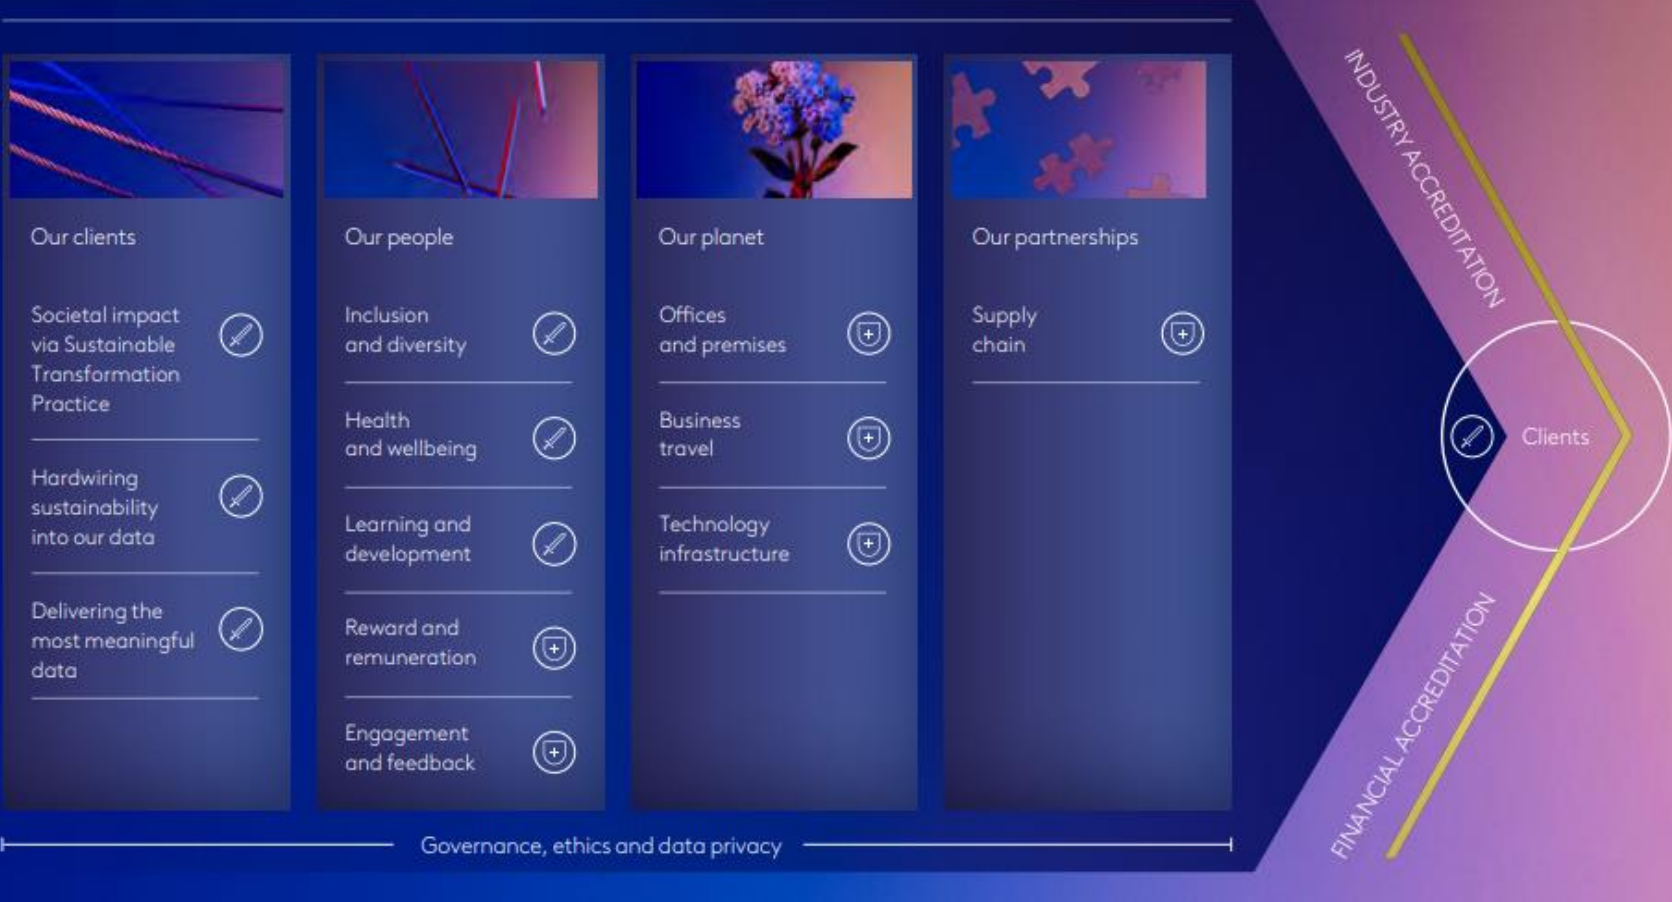 Our clients
Societal impact
via Sustainable
Transformation
Practice
Hardwiring
sustainability
into our data
Delivering the
most meaningful
data
Our people
Inclusion
and diversity
Health
and wellbeing
Learning and
development
Reward and
remuneration
Engagement
and feedback
Our planet
Offices
and premises
Business
travel
Technology
infrastructure
Our partnerships
Supply
chain
Governance, ethics and data privacy
INDUSTRY ACCREDITATION
Clients
FINANCIAL ACCREDITATION